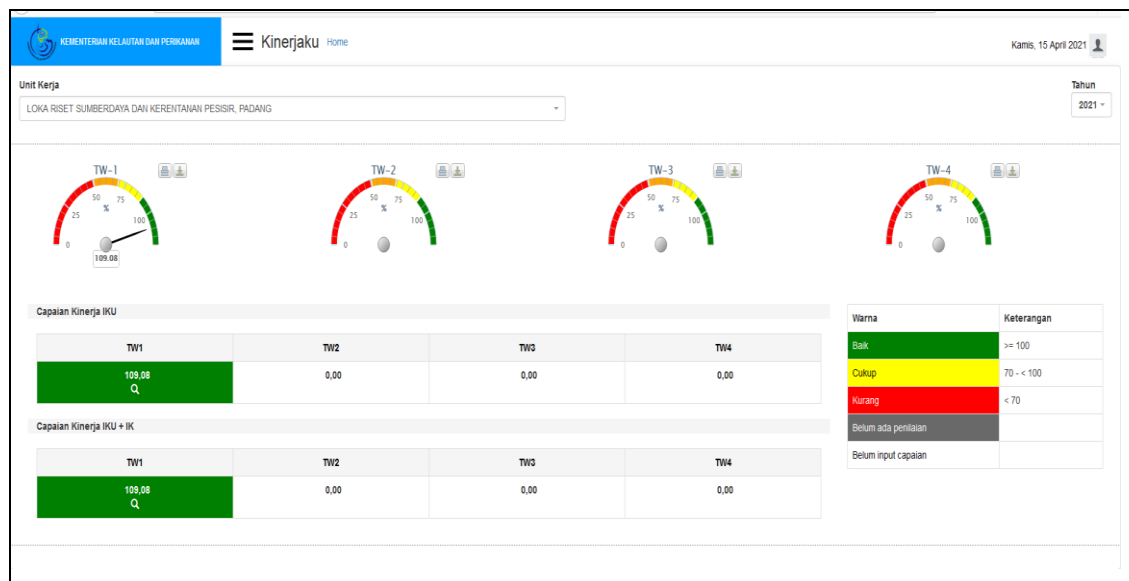 KEMENTERIAN KELAUTAN DAN PERIKANAN
Kinerjaku Home
Kamis, 15 April 2021
Unit Kerja
Tahun
LOKA RISET SUMBERDAYA DAN KERENTANAN PESISIR, PADANG
2021
TW-1
0 25 50 75 100
%
109.08
TW-2
0 25 50 75 100
%
TW-3
0 25 50 75 100
%
TW-4
0 25 50 75 100
%
Capaian Kinerja IKU
TW1 TW2 TW3 TW4
109,08 0,00 0,00 0,00
Capaian Kinerja IKU + IK
TW1 TW2 TW3 TW4
109,08 0,00 0,00 0,00
Warna Keterangan
Baik >= 100
Cukup 70 - < 100
Kurang < 70
Belum ada penilaian
Belum input capaian